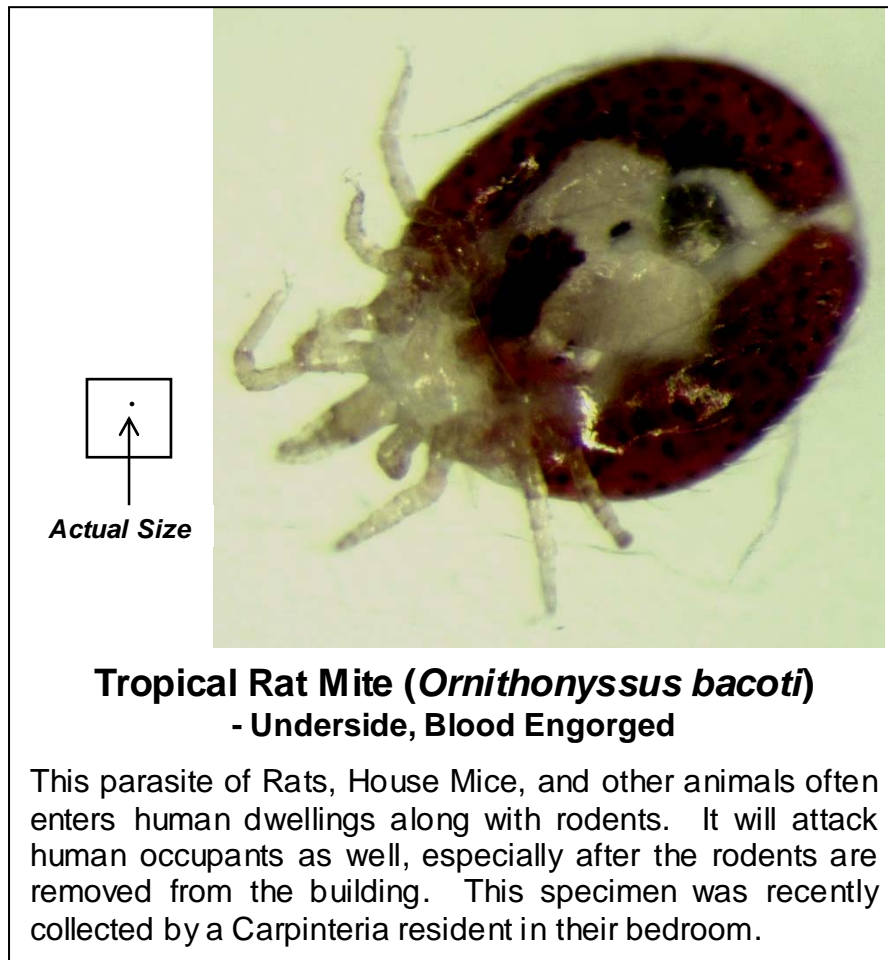 Actual Size
Tropical Rat Mite (Ornithonyssus bacoti)
- Underside, Blood Engorged
This parasite of Rats, House Mice, and other animals often
enters human dwellings along with rodents. It will attack
human occupants as well, especially after the rodents are
removed from the building. This specimen was recently
collected by a Carpinteria resident in their bedroom.